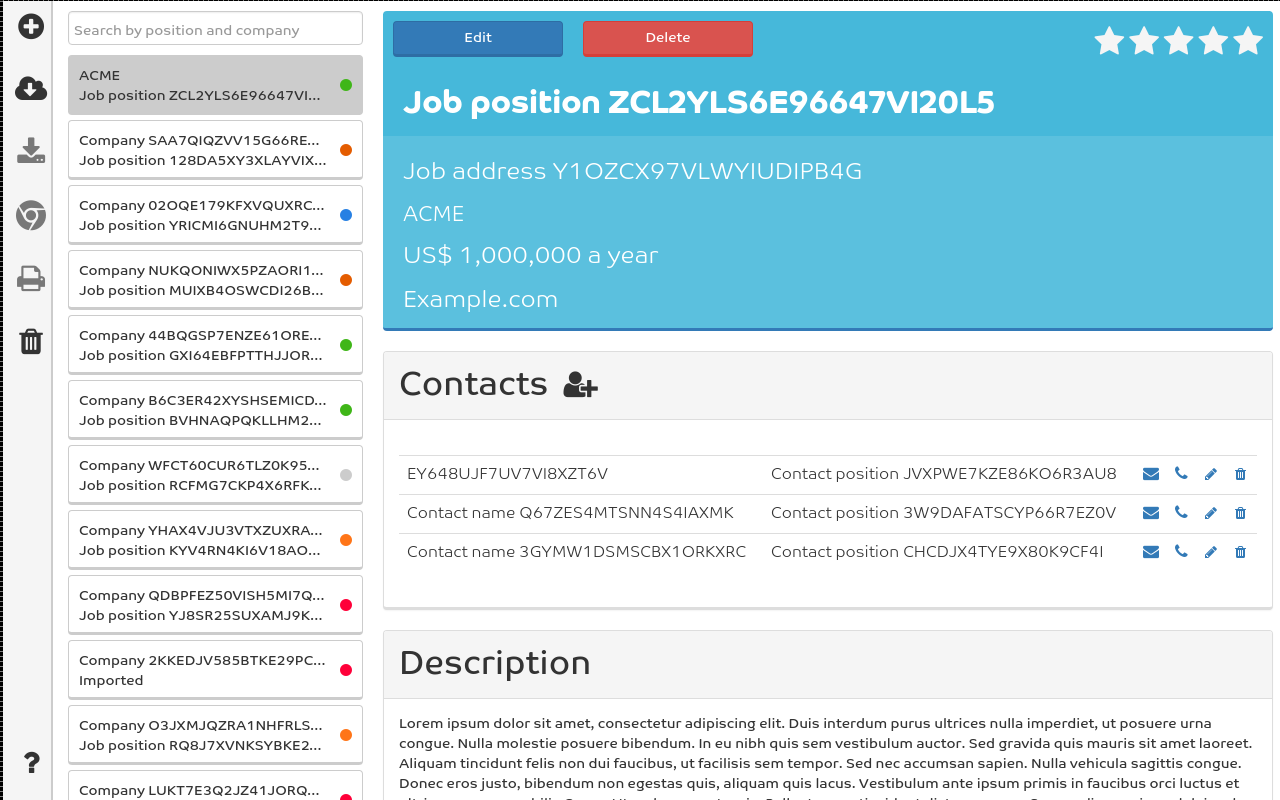 Search by position and company
ACME
Job position ZCL2YLS6E96647VI...
Company SAA7QIQZVV15G66RE...
Job position 128DA5XY3XLAYVIX...
Company 02OQE179KFXVQUXRC...
Job position YRICMI6GNUHM2T9...
Company NUKQONIWX5PZAORI1...
Job position MUIXB4OSWCDI26B...
Company 44BQGSP7ENZE61ORE...
Job position GXI64EBFPTTHJJOR...
Company B6C3ER42XYSHSEMICD...
Job position BVHNAQPQKLLHM2...
Company WFCT60CUR6TLZ0K95...
Job position RCFMG7CKP4X6RFK...
Company YHAX4VJU3VTXZUXRA...
Job position KYV4RN4KI6V18AO...
Company QDBPFEZ50VISH5MI7Q...
Job position YJ8SR25SUXAMJ9K...
Company 2KKEDJV585BTKE29PC...
Imported
Company O3JXMJQZRA1NHFRLS...
Job position RQ8J7XVNKSYBKE2...
Company LUKT7E3Q2JZ41JORQ...
Edit
Delete
Job position ZCL2YLS6E96647VI20L5
Job address Y1OZCX97VLWYIUDIPB4G
ACME
US$ 1,000,000 a year
Example.com
Contacts
EY648UJF7UV7VI8XZT6V Contact position JVXPWE7KZE86KO6R3AU8
Contact name Q67ZES4MTSNN4S4IAXMK Contact position 3W9DAFATSCYP66R7EZ0V
Contact name 3GYMW1DSMSCBX1ORKXRC Contact position CHCDJX4TYE9X80K9CF4I
Description
Lorem ipsum dolor sit amet, consectetur adipiscing elit. Duis interdum purus ultrices nulla imperdiet, ut posuere urna
congue. Nulla molestie posuere bibendum. In eu nibh quis sem vestibulum auctor. Sed gravida quis mauris sit amet laoreet.
Aliquam tincidunt felis non dui faucibus, ut facilisis sem tempor. Sed nec accumsan sapien. Nulla vehicula sagittis congue.
Donec eros justo, bibendum non egestas quis, aliquam quis lacus. Vestibulum ante ipsum primis in faucibus orci luctus et